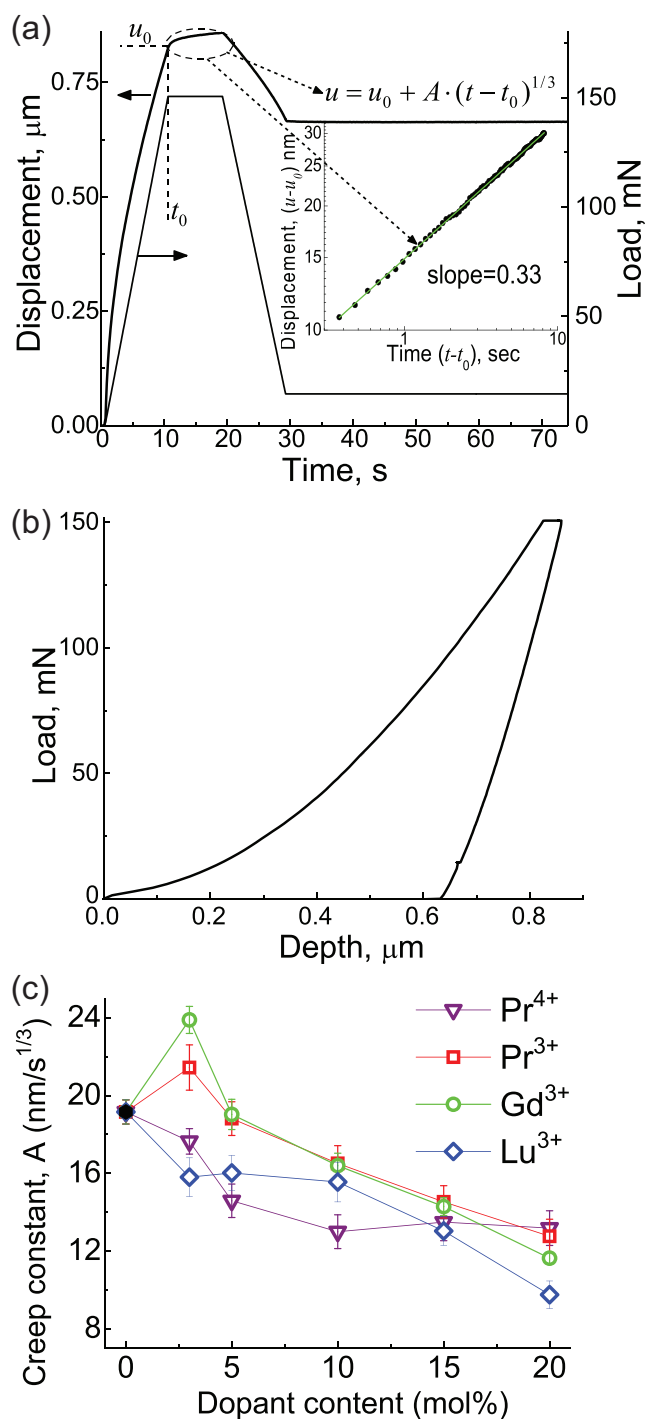 (a)
u₀
u = u₀ + A·(t − t₀)^{1/3}
t₀
Displacement, μm
0.75
0.50
0.25
0.00
Load, mN
150
100
50
0
Displacement, (u-u₀) nm
30
25
20
15
10
slope=0.33
1 10
Time (t-t₀), sec
0 10 20 30 40 50 60 70
Time, s
(b)
Load, mN
150
100
50
0
0.0 0.2 0.4 0.6 0.8
Depth, μm
(c)
Creep constant, A (nm/s^{1/3})
24
20
16
12
8
Pr⁴⁺
Pr³⁺
Gd³⁺
Lu³⁺
0 5 10 15 20
Dopant content (mol%)